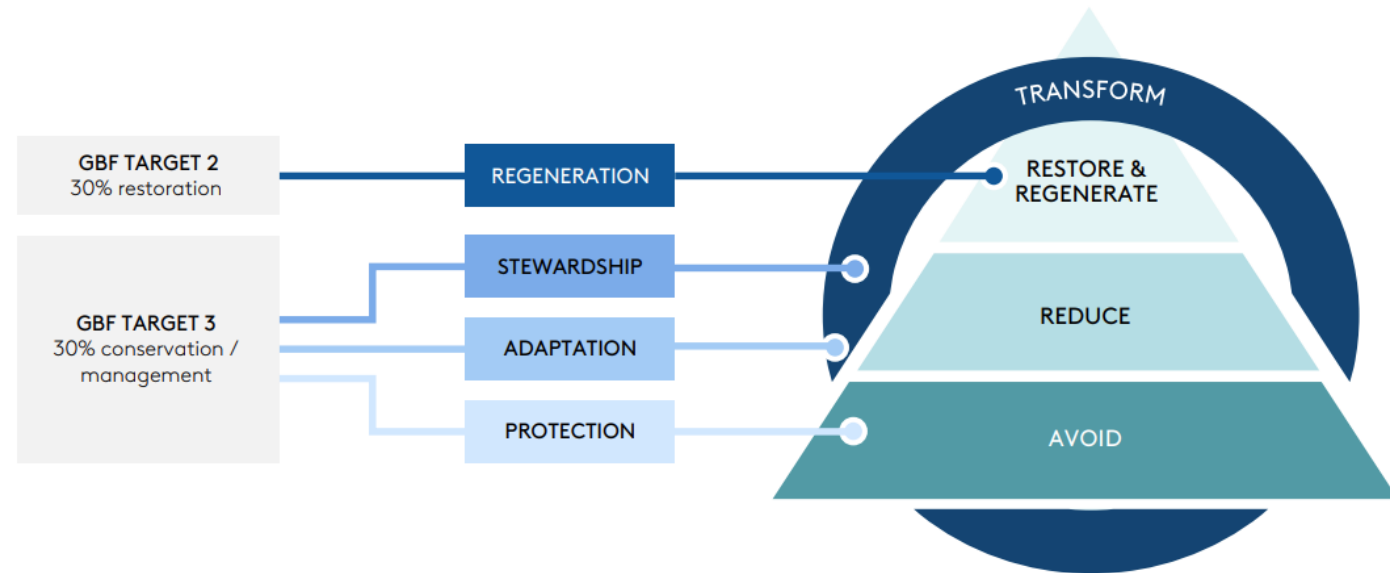 GBF TARGET 2
30% restoration
REGENERATION
TRANSFORM
RESTORE &
REGENERATE
GBF TARGET 3
30% conservation /
management
STEWARDSHIP
ADAPTATION
PROTECTION
REDUCE
AVOID